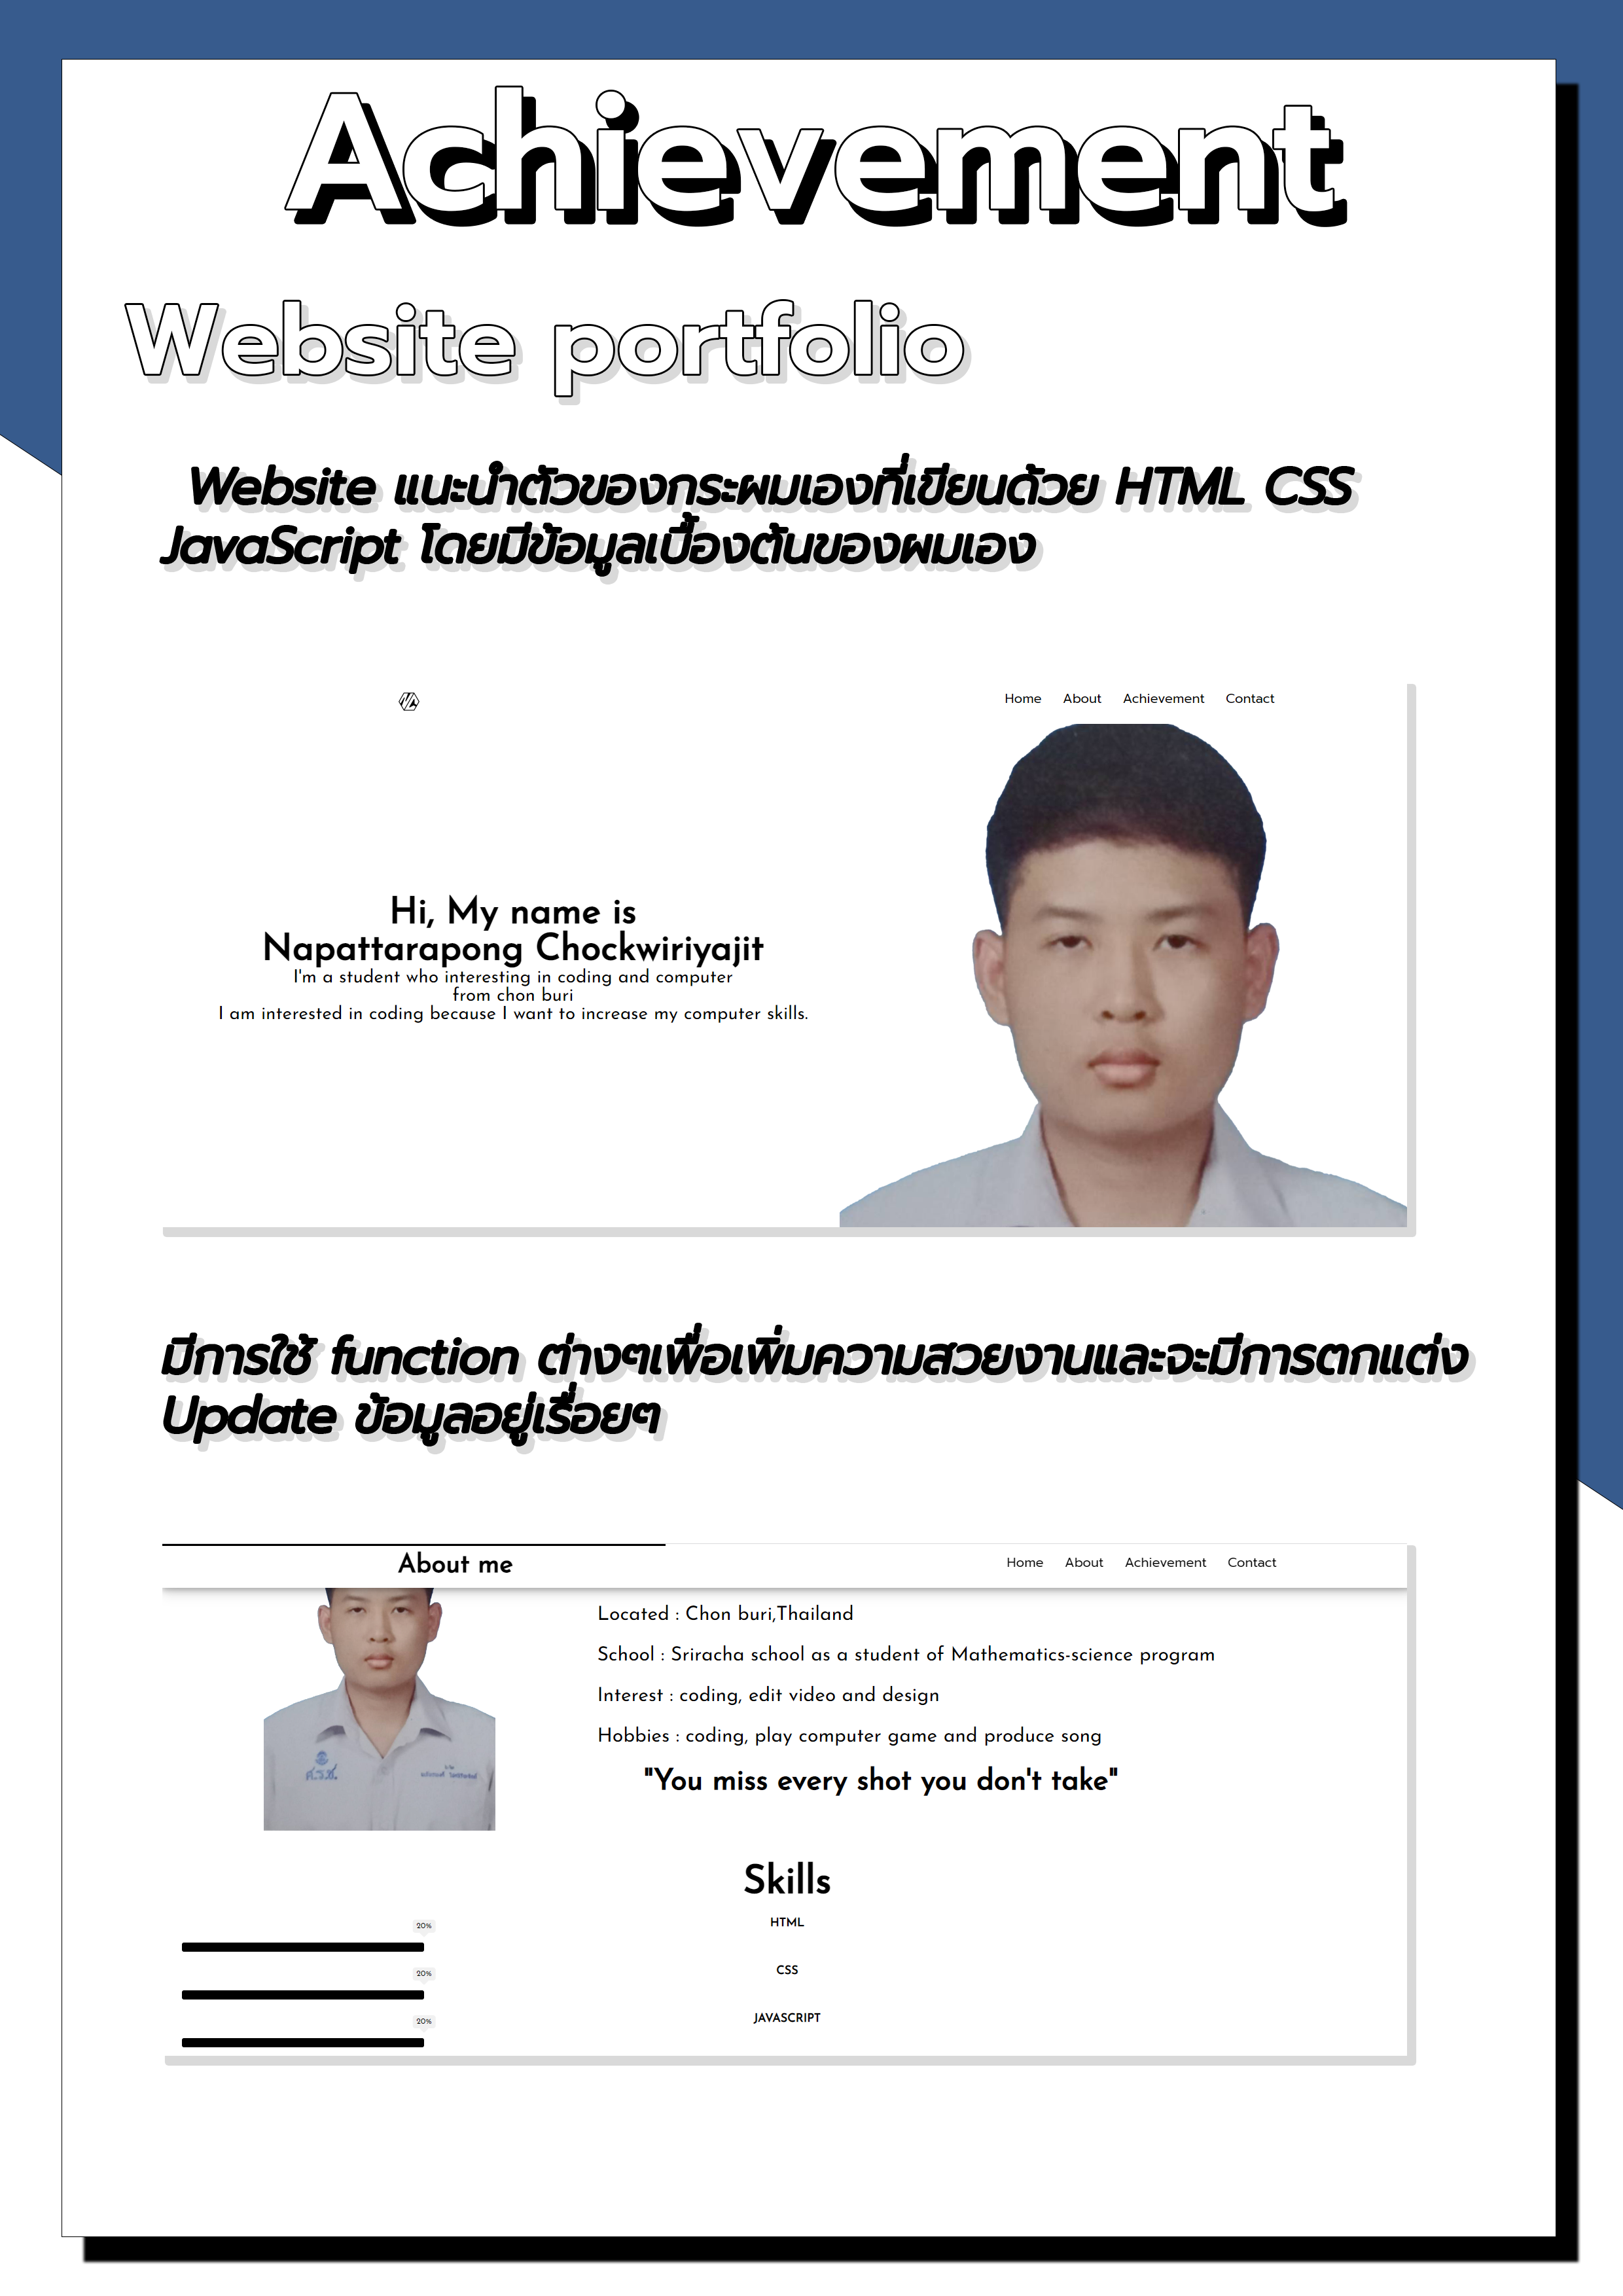 Achievement
Website portfolio
Website แนะนำตัวของกระผมเองที่เขียนด้วย HTML CSS
JavaScript โดยมีข้อมูลเบื้องต้นของผมเอง
Home About Achievement Contact
Hi, My name is
Napattarapong Chockwiriyajit
I'm a student who interesting in coding and computer
from chon buri
I am interested in coding because I want to increase my computer skills.
มีการใช้ function ต่างๆเพื่อเพิ่มความสวยงานและจะมีการตกแต่ง
Update ข้อมูลอยู่เรื่อยๆ
About me
Home About Achievement Contact
Located : Chon buri,Thailand
School : Sriracha school as a student of Mathematics-science program
Interest : coding, edit video and design
Hobbies : coding, play computer game and produce song
"You miss every shot you don't take"
ศ.ร.ช.
Skills
HTML
20%
CSS
20%
JAVASCRIPT
20%